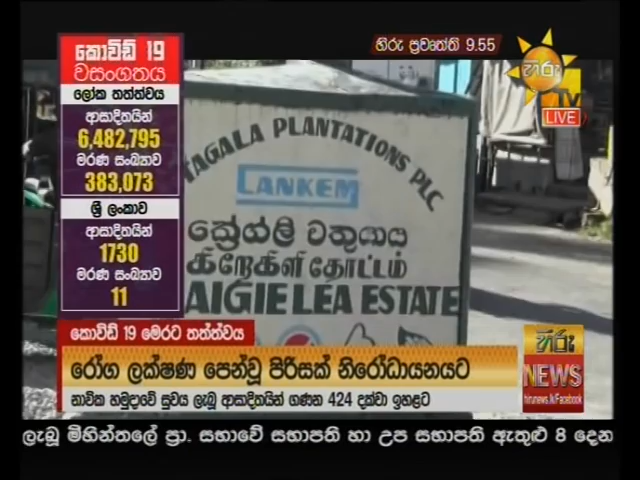 හිරු ප්‍රවෘත්ති 9.55
හිරු
TV
LIVE
කොවිඩ් 19
වසංගතය
ලෝක තත්ත්වය
ආසාදිතයින්
6,482,795
මරණ සංඛ්‍යාව
383,073
ශ්‍රී ලංකාව
ආසාදිතයින්
1730
මරණ සංඛ්‍යාව
11
TAGALA PLANTATIONS PLC
LANKEM
ක්‍රේග්ලි වතුයාය
கிறேக்ளி தோட்டம்
AIGIE LEA ESTATE
කොවිඩ් 19 මෙරට තත්ත්වය
රෝග ලක්ෂණ පෙන්වූ පිරිසක් නිරෝධායනයට
නාවික හමුදාවේ සුවය ලැබූ ආසාදිතයින් ගණන 424 දක්වා ඉහළට
හිරු
NEWS
hirunews.lk/Facebook
ලැබූ මිහින්තලේ ප්‍රා. සභාවේ සභාපති හා උප සභාපති ඇතුළු 8 දෙන